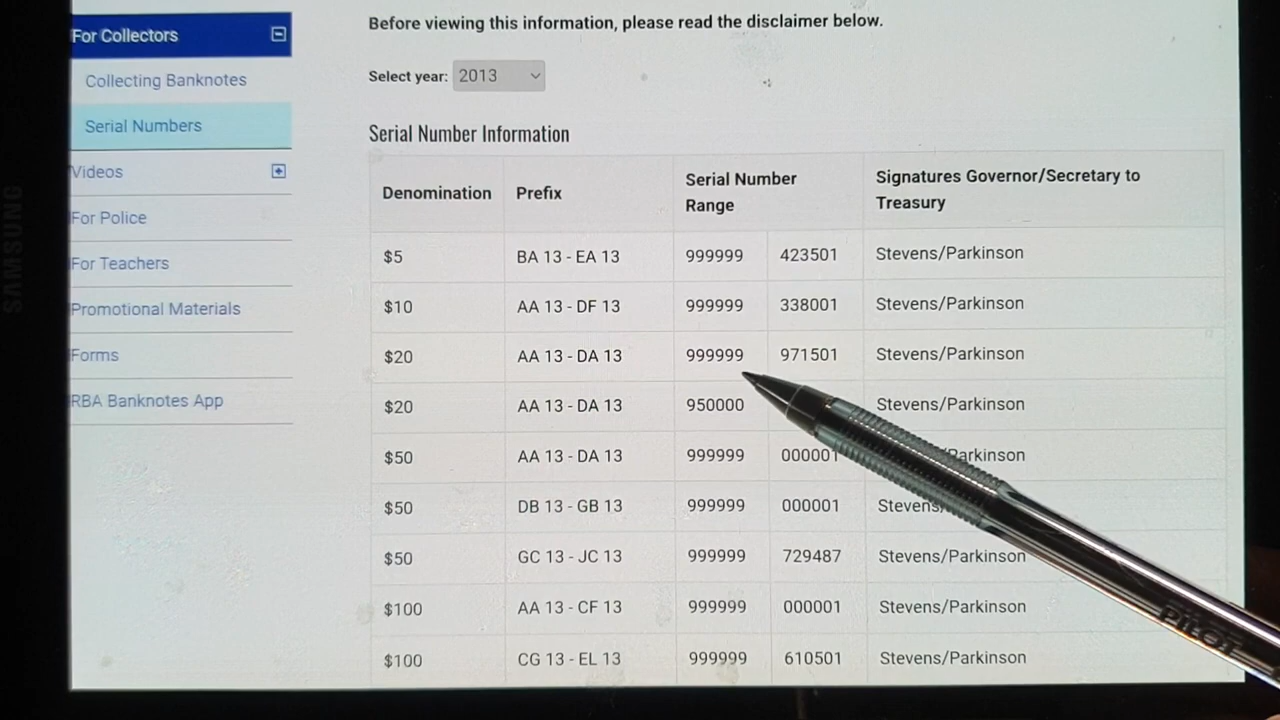 Before viewing this information, please read the disclaimer below.
For Collectors
Collecting Banknotes
Serial Numbers
Videos
For Police
For Teachers
Promotional Materials
Forms
RBA Banknotes App
Select year: 2013
Serial Number Information
Denomination Prefix Serial Number Range Signatures Governor/Secretary to Treasury
$5 BA 13 - EA 13 999999 423501 Stevens/Parkinson
$10 AA 13 - DF 13 999999 338001 Stevens/Parkinson
$20 AA 13 - DA 13 999999 971501 Stevens/Parkinson
$20 AA 13 - DA 13 950000 Stevens/Parkinson
$50 AA 13 - DA 13 999999 000001 Parkinson
$50 DB 13 - GB 13 999999 000001 Stevens
$50 GC 13 - JC 13 999999 729487 Stevens/Parkinson
$100 AA 13 - CF 13 999999 000001 Stevens/Parkinson
$100 CG 13 - EL 13 999999 610501 Stevens/Parkinson
SAMSUNG
PILOT